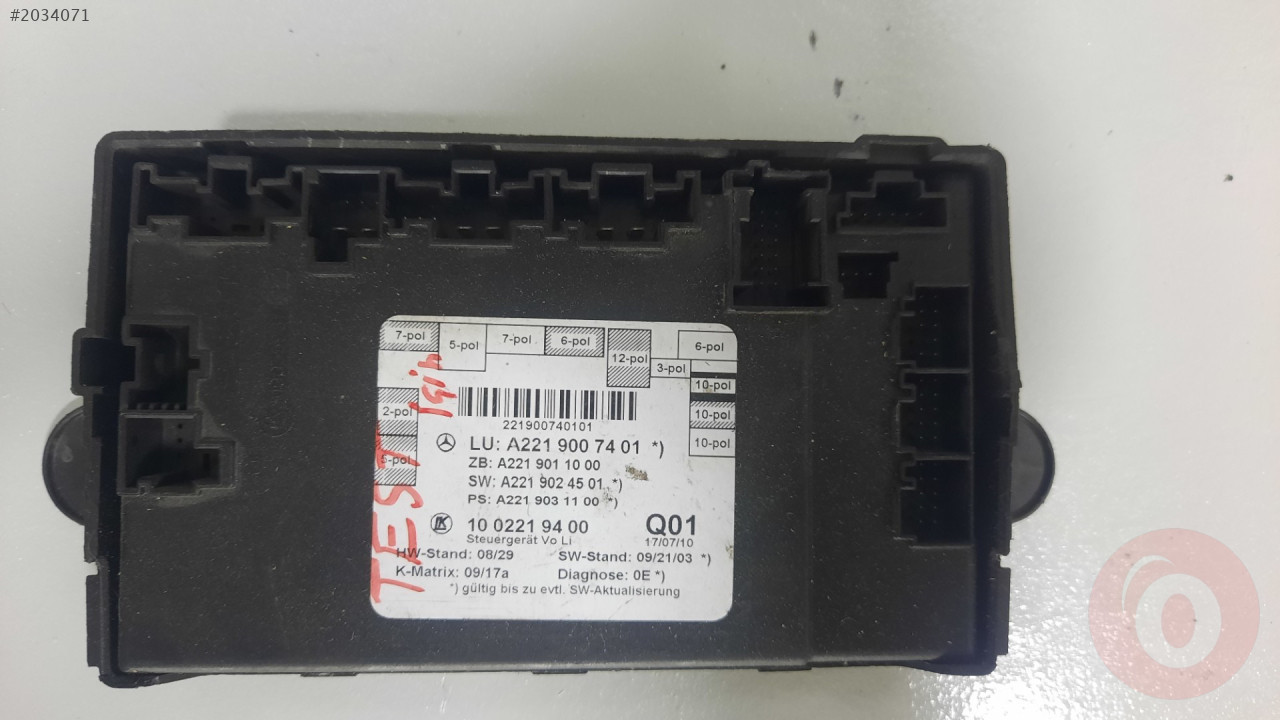 #2034071
7-pol
5-pol
7-pol
6-pol
12-pol
3-pol
6-pol
10-pol
10-pol
10-pol
2-pol
5-pol
221900740101
LU: A221 900 74 01 *)
ZB: A221 901 10 00
SW: A221 902 45 01 *)
PS: A221 903 11 00 *)
10 0221 94 00
Q01
Steuergerät Vo Li
17/07/10
HW-Stand: 08/29 SW-Stand: 09/21/03 *)
K-Matrix: 09/17a Diagnose: 0E *)
*) gültig bis zu evtl. SW-Aktualisierung
TEST